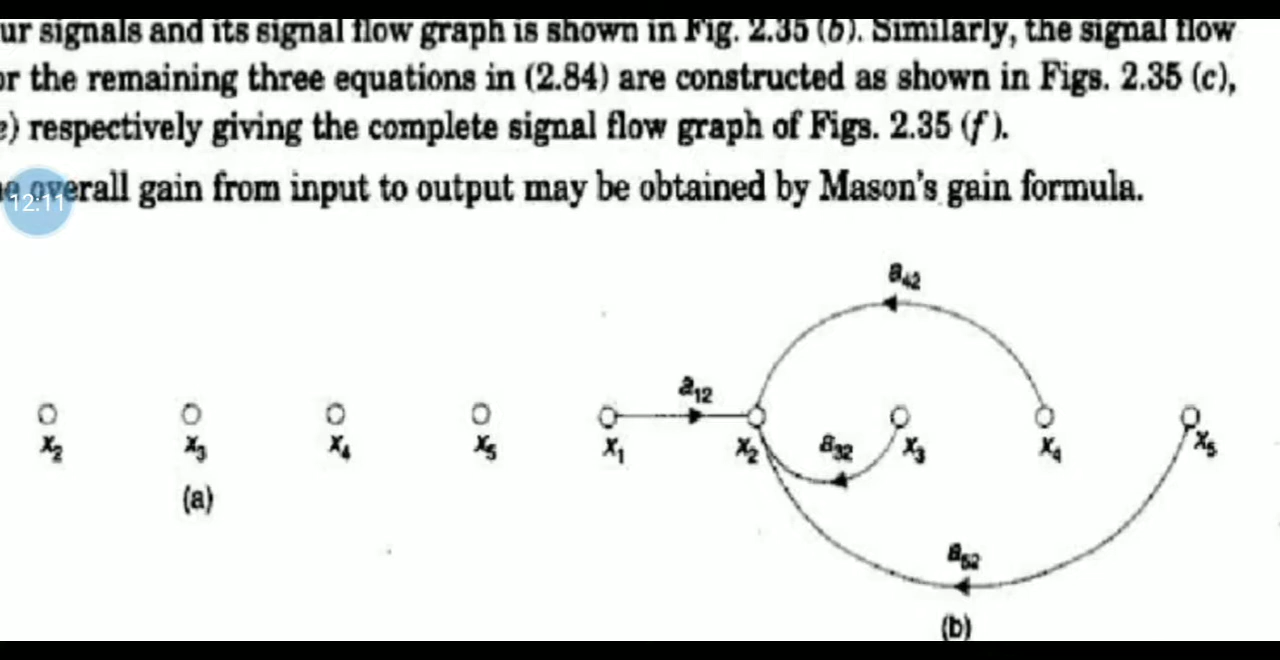 ur signals and its signal flow graph is shown in Fig. 2.35 (b). Similarly, the signal flow
or the remaining three equations in (2.84) are constructed as shown in Figs. 2.35 (c),
e) respectively giving the complete signal flow graph of Figs. 2.35 (f).
e overall gain from input to output may be obtained by Mason's gain formula.
12:11
a42
a12
x2 x3 x4 x5 x1 x2 a32 x3 x4 x5
(a)
a52
(b)